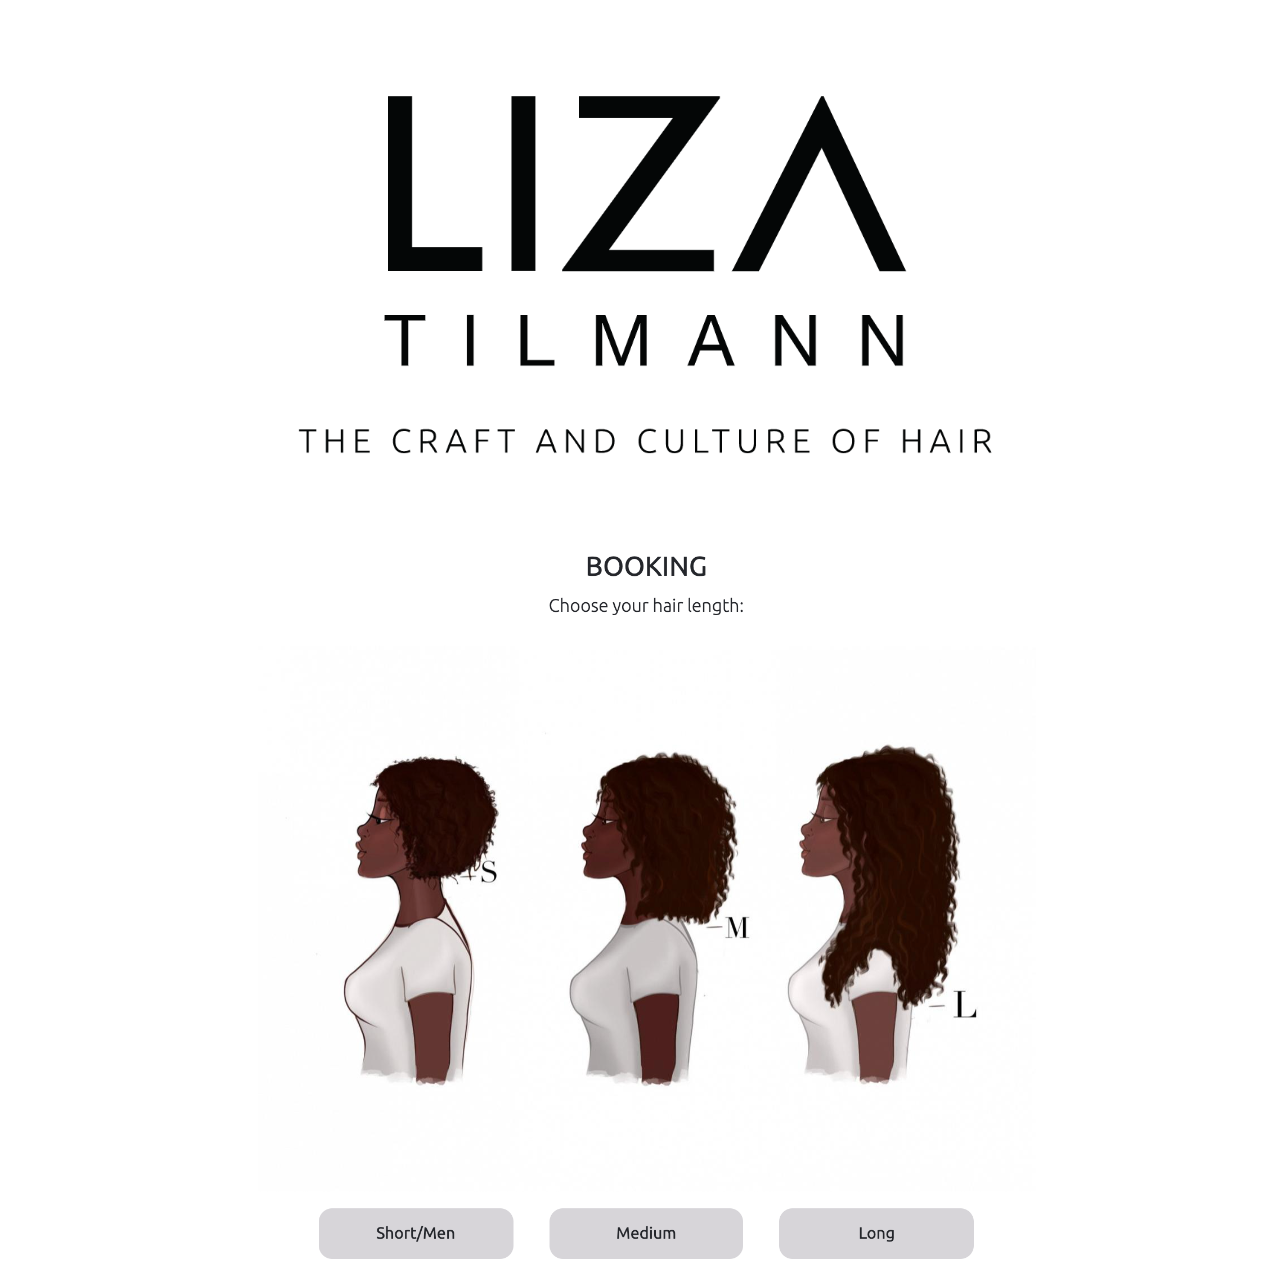 LIZA
TILMANN
THE CRAFT AND CULTURE OF HAIR
BOOKING
Choose your hair length:
S
M
L
Short/Men
Medium
Long